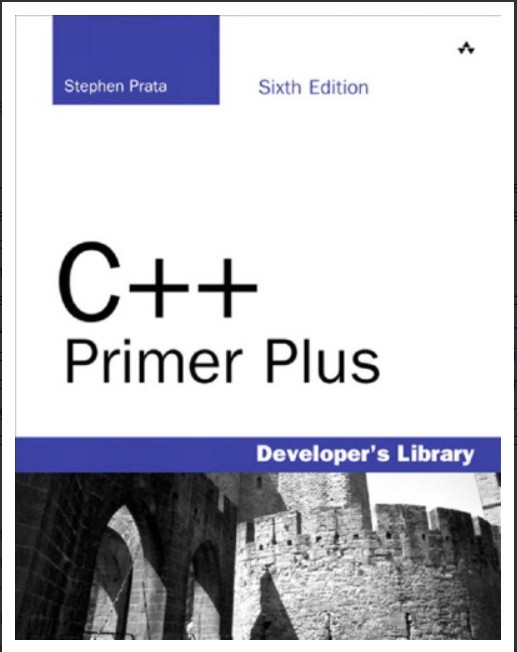 Stephen Prata
Sixth Edition
C++
Primer Plus
Developer's Library